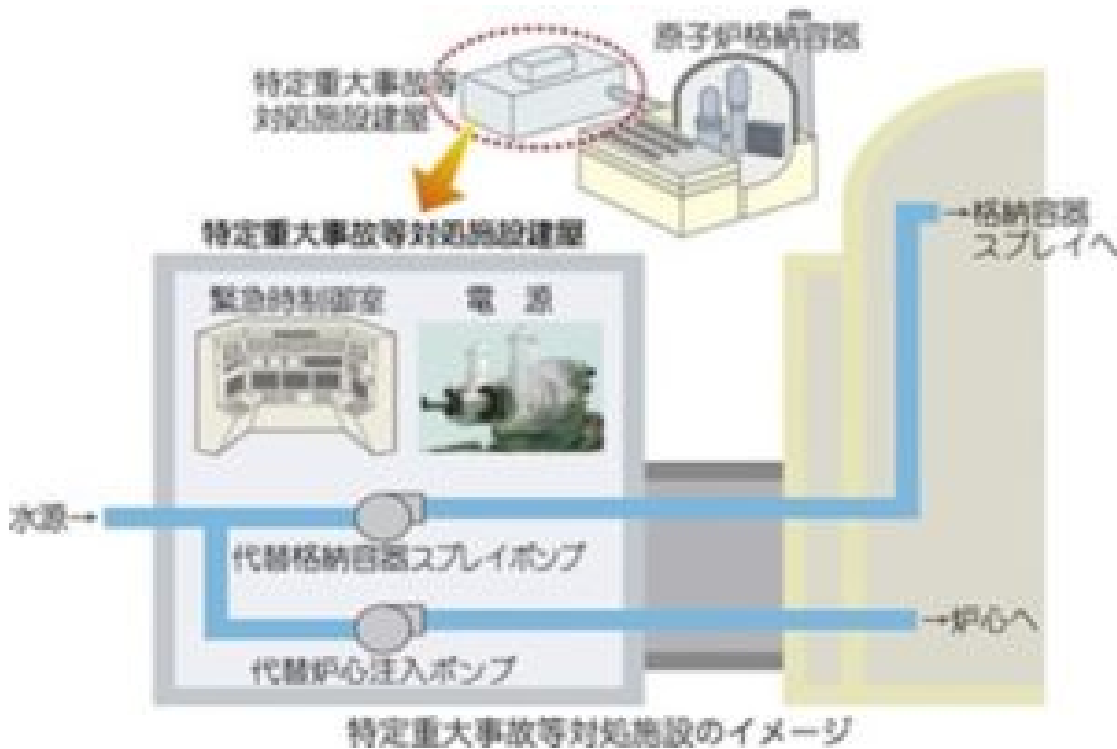 原子炉格納容器
特定重大事故等
対処施設建屋
特定重大事故等対処施設建屋
→格納容器
スプレイへ
緊急時制御室
電 源
水源→
代替格納容器スプレイポンプ
→炉心へ
代替炉心注入ポンプ
特定重大事故等対処施設のイメージ